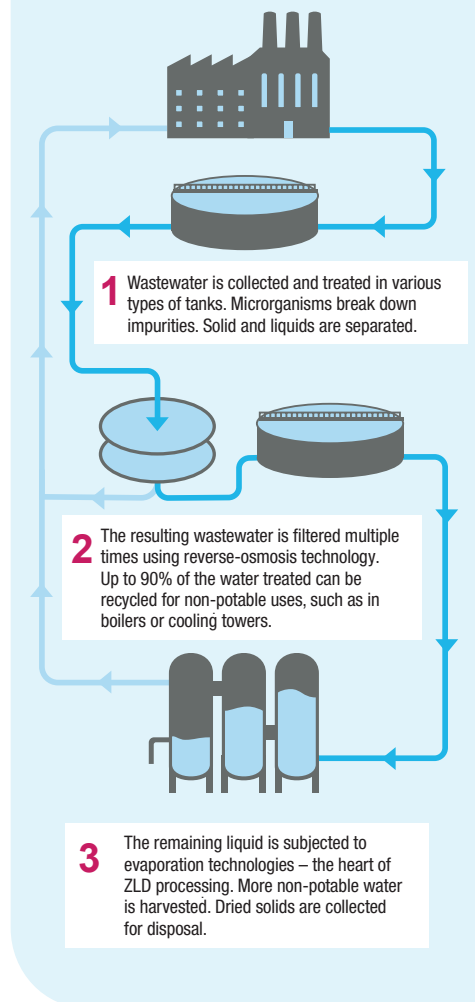 1 Wastewater is collected and treated in various
types of tanks. Microrganisms break down
impurities. Solid and liquids are separated.
2 The resulting wastewater is filtered multiple
times using reverse-osmosis technology.
Up to 90% of the water treated can be
recycled for non-potable uses, such as in
boilers or cooling towers.
3 The remaining liquid is subjected to
evaporation technologies – the heart of
ZLD processing. More non-potable water
is harvested. Dried solids are collected
for disposal.